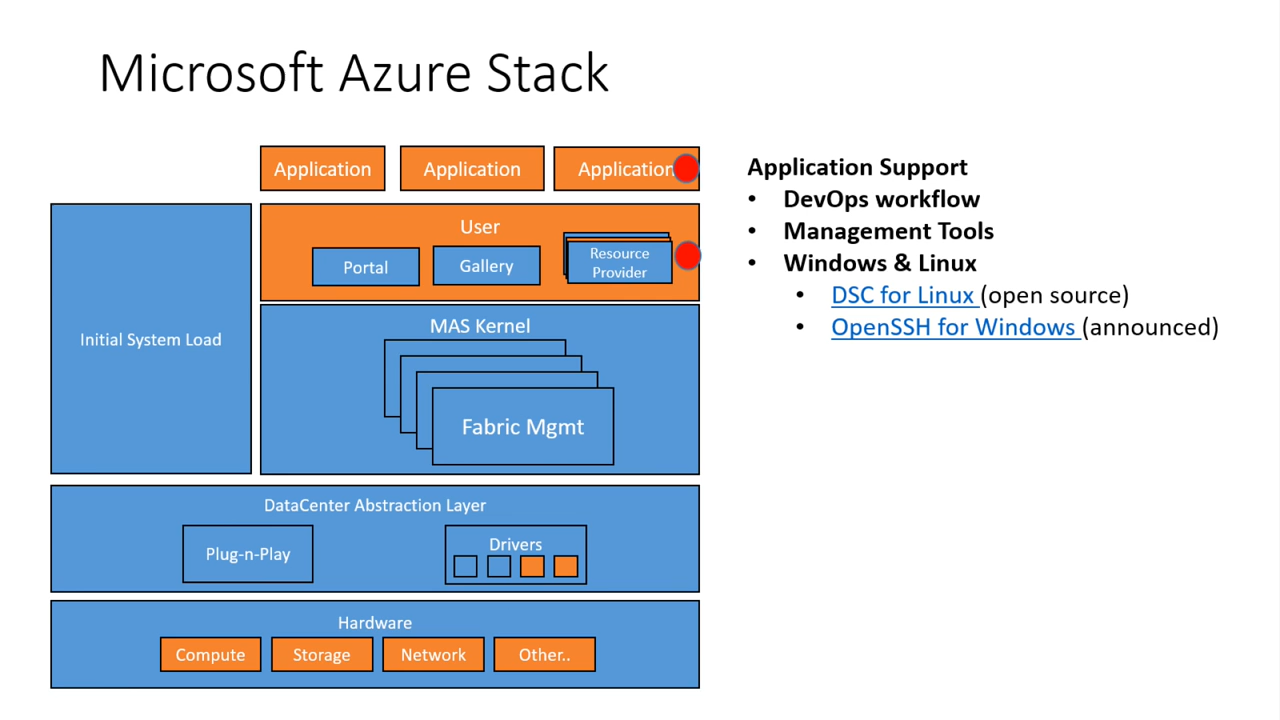 Microsoft Azure Stack
Application
Application
Application
User
Portal
Gallery
Resource
Provider
Initial System Load
MAS Kernel
Fabric Mgmt
DataCenter Abstraction Layer
Plug-n-Play
Drivers
Hardware
Compute
Storage
Network
Other..
Application Support
• DevOps workflow
• Management Tools
• Windows & Linux
• DSC for Linux (open source)
• OpenSSH for Windows (announced)